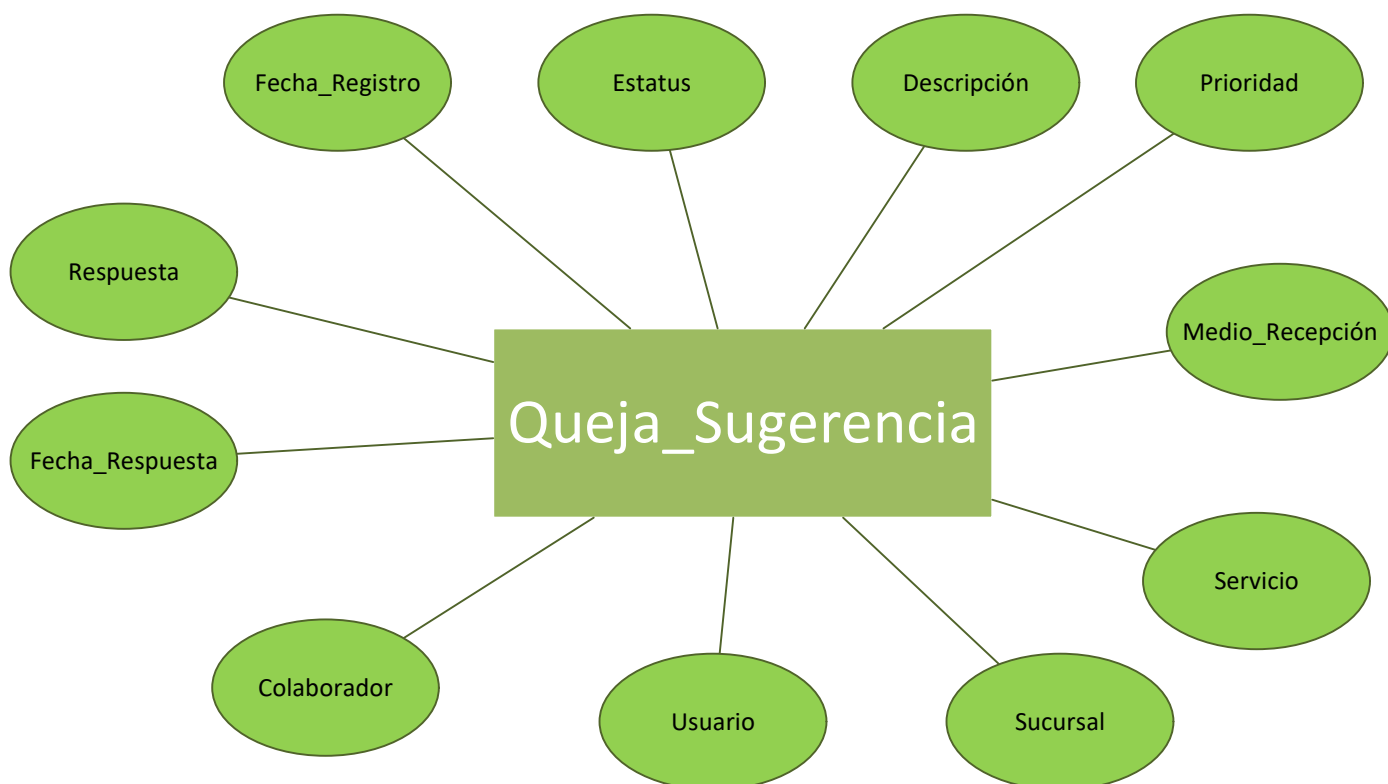 Fecha_Registro
Estatus
Descripción
Prioridad
Respuesta
Medio_Recepción
Queja_Sugerencia
Fecha_Respuesta
Servicio
Colaborador
Usuario
Sucursal